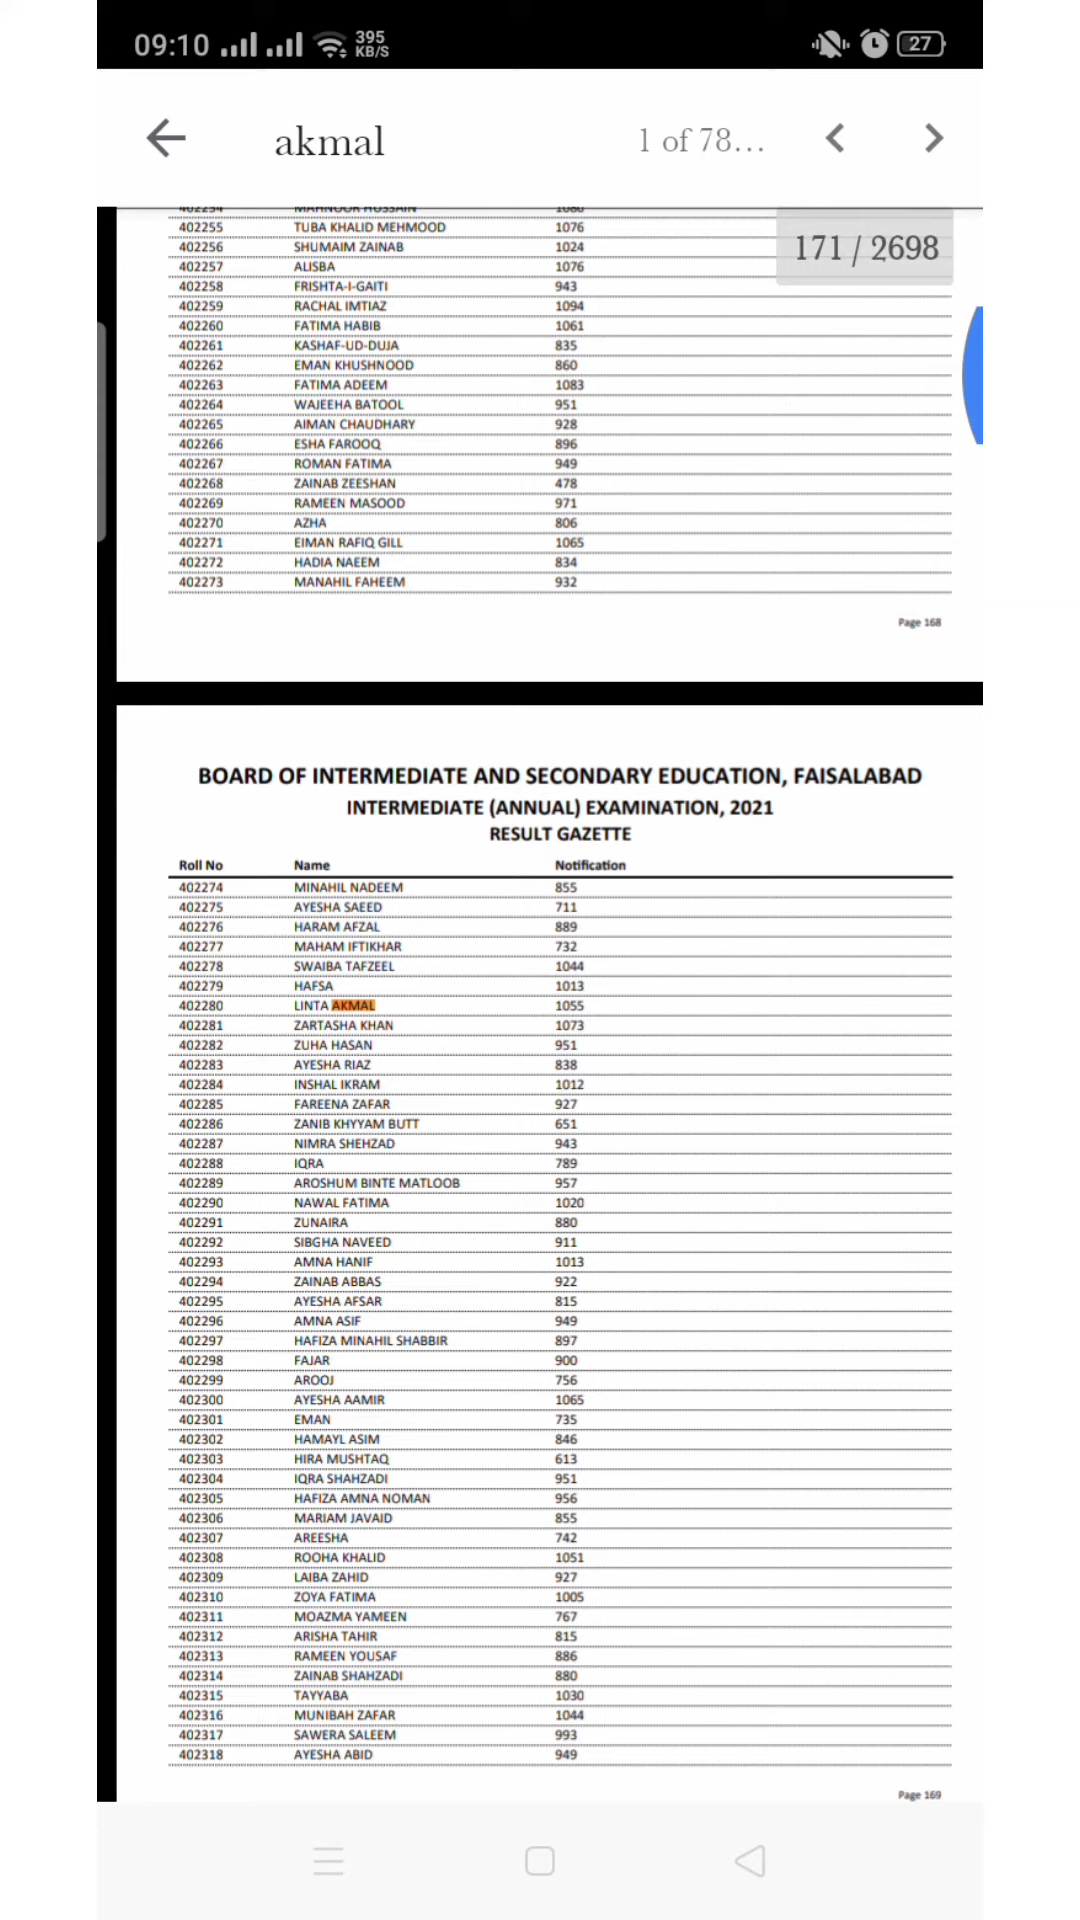 09:10 395 KB/S 27
akmal 1 of 78...
171 / 2698
402254 MAHNOOR HUSSAIN 1080
402255 TUBA KHALID MEHMOOD 1076
402256 SHUMAIM ZAINAB 1024
402257 ALISBA 1076
402258 FRISHTA-I-GAITI 943
402259 RACHAL IMTIAZ 1094
402260 FATIMA HABIB 1061
402261 KASHAF-UD-DUJA 835
402262 EMAN KHUSHNOOD 860
402263 FATIMA ADEEM 1083
402264 WAJEEHA BATOOL 951
402265 AIMAN CHAUDHARY 928
402266 ESHA FAROOQ 896
402267 ROMAN FATIMA 949
402268 ZAINAB ZEESHAN 478
402269 RAMEEN MASOOD 971
402270 AZHA 806
402271 EIMAN RAFIQ GILL 1065
402272 HADIA NAEEM 834
402273 MANAHIL FAHEEM 932
Page 168
BOARD OF INTERMEDIATE AND SECONDARY EDUCATION, FAISALABAD
INTERMEDIATE (ANNUAL) EXAMINATION, 2021
RESULT GAZETTE
Roll No Name Notification
402274 MINAHIL NADEEM 855
402275 AYESHA SAEED 711
402276 HARAM AFZAL 889
402277 MAHAM IFTIKHAR 732
402278 SWAIBA TAFZEEL 1044
402279 HAFSA 1013
402280 LINTA AKMAL 1055
402281 ZARTASHA KHAN 1073
402282 ZUHA HASAN 951
402283 AYESHA RIAZ 838
402284 INSHAL IKRAM 1012
402285 FAREENA ZAFAR 927
402286 ZANIB KHYYAM BUTT 651
402287 NIMRA SHEHZAD 943
402288 IQRA 789
402289 AROSHUM BINTE MATLOOB 957
402290 NAWAL FATIMA 1020
402291 ZUNAIRA 880
402292 SIBGHA NAVEED 911
402293 AMNA HANIF 1013
402294 ZAINAB ABBAS 922
402295 AYESHA AFSAR 815
402296 AMNA ASIF 949
402297 HAFIZA MINAHIL SHABBIR 897
402298 FAJAR 900
402299 AROOJ 756
402300 AYESHA AAMIR 1065
402301 EMAN 735
402302 HAMAYL ASIM 846
402303 HIRA MUSHTAQ 613
402304 IQRA SHAHZADI 951
402305 HAFIZA AMNA NOMAN 956
402306 MARIAM JAVAID 855
402307 AREESHA 742
402308 ROOHA KHALID 1051
402309 LAIBA ZAHID 927
402310 ZOYA FATIMA 1005
402311 MOAZMA YAMEEN 767
402312 ARISHA TAHIR 815
402313 RAMEEN YOUSAF 886
402314 ZAINAB SHAHZADI 880
402315 TAYYABA 1030
402316 MUNIBAH ZAFAR 1044
402317 SAWERA SALEEM 993
402318 AYESHA ABID 949
Page 169